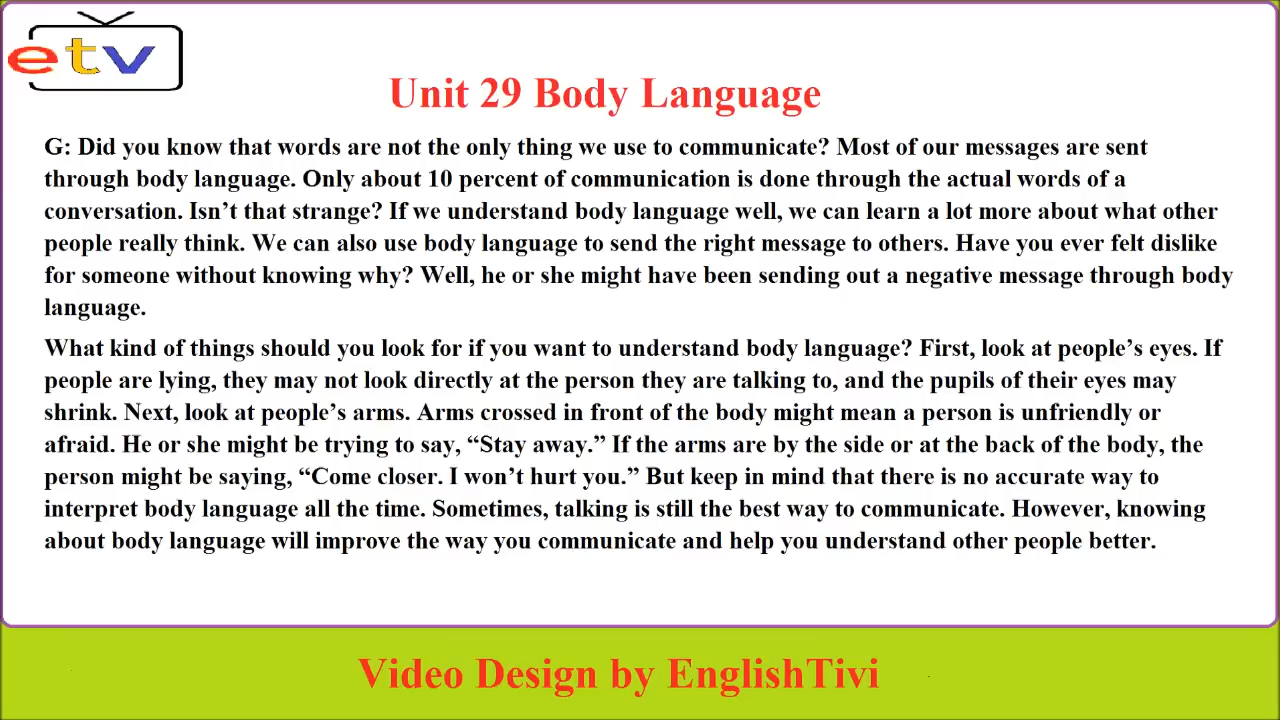 etv
Unit 29 Body Language
G: Did you know that words are not the only thing we use to communicate? Most of our messages are sent
through body language. Only about 10 percent of communication is done through the actual words of a
conversation. Isn’t that strange? If we understand body language well, we can learn a lot more about what other
people really think. We can also use body language to send the right message to others. Have you ever felt dislike
for someone without knowing why? Well, he or she might have been sending out a negative message through body
language.
What kind of things should you look for if you want to understand body language? First, look at people’s eyes. If
people are lying, they may not look directly at the person they are talking to, and the pupils of their eyes may
shrink. Next, look at people’s arms. Arms crossed in front of the body might mean a person is unfriendly or
afraid. He or she might be trying to say, “Stay away.” If the arms are by the side or at the back of the body, the
person might be saying, “Come closer. I won’t hurt you.” But keep in mind that there is no accurate way to
interpret body language all the time. Sometimes, talking is still the best way to communicate. However, knowing
about body language will improve the way you communicate and help you understand other people better.
Video Design by EnglishTivi